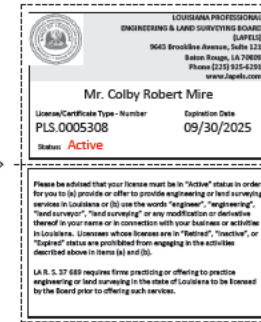 LOUISIANA PROFESSIONAL
ENGINEERING & LAND SURVEYING BOARD
(LAPELS)
9643 Brookline Avenue, Suite 121
Baton Rouge, LA 70809
Phone (225) 925-6291
www.lapels.com
Mr. Colby Robert Mire
License/Certificate Type - Number
Expiration Date
PLS.0005308
09/30/2025
Status: Active
Please be advised that your license must be in "Active" status in order
for you to (a) provide or offer to provide engineering or land surveying
services in Louisiana or (b) use the words "engineer", "engineering",
"land surveyor", "land surveying" or any modification or derivative
thereof in your name or in connection with your business or activities
in Louisiana. Licensees whose licenses are in "Retired", "Inactive", or
"Expired" status are prohibited from engaging in the activities
described above in items (a) and (b).
LA R. S. 37 689 requires firms practicing or offering to practice
engineering or land surveying in the state of Louisiana to be licensed
by the Board prior to offering such services.